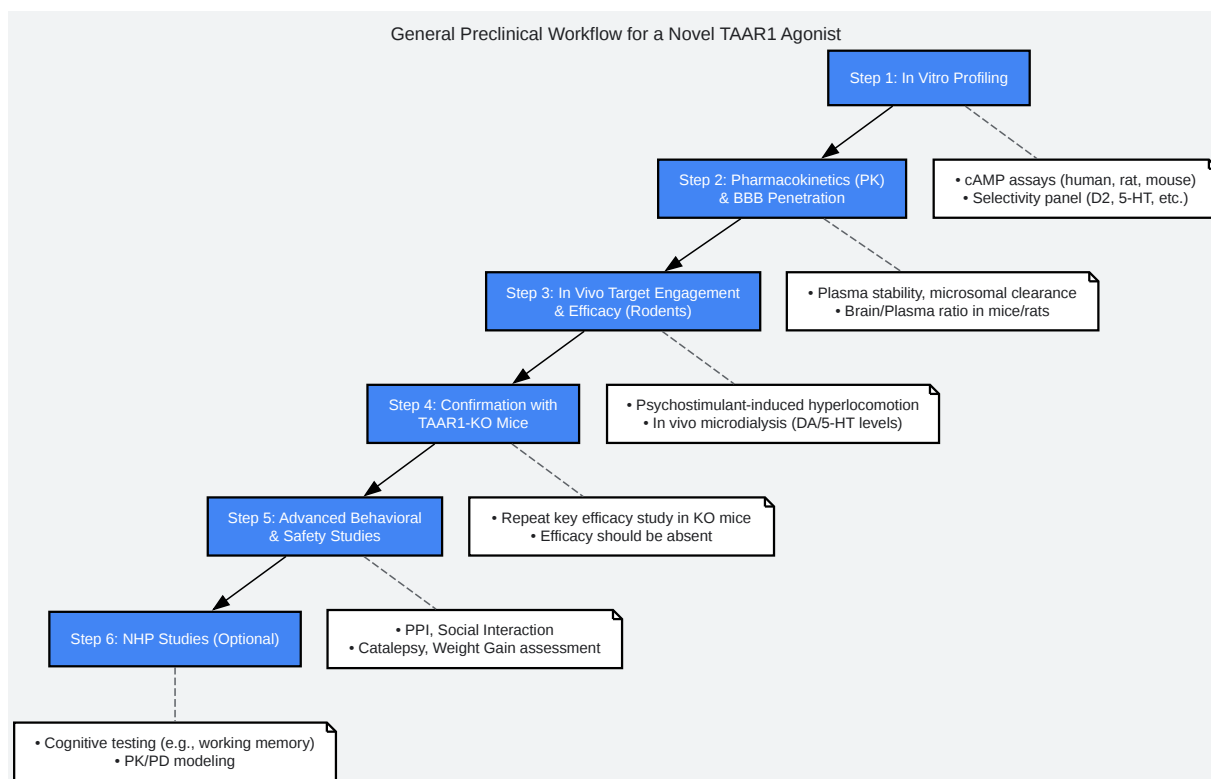 General Preclinical Workflow for a Novel TAAR1 Agonist
Step 1: In Vitro Profiling
Step 2: Pharmacokinetics (PK)
& BBB Penetration
• cAMP assays (human, rat, mouse)
• Selectivity panel (D2, 5-HT, etc.)
Step 3: In Vivo Target Engagement
& Efficacy (Rodents)
• Plasma stability, microsomal clearance
• Brain/Plasma ratio in mice/rats
Step 4: Confirmation with
TAAR1-KO Mice
• Psychostimulant-induced hyperlocomotion
• In vivo microdialysis (DA/5-HT levels)
Step 5: Advanced Behavioral
& Safety Studies
• Repeat key efficacy study in KO mice
• Efficacy should be absent
Step 6: NHP Studies (Optional)
• PPI, Social Interaction
• Catalepsy, Weight Gain assessment
• Cognitive testing (e.g., working memory)
• PK/PD modeling